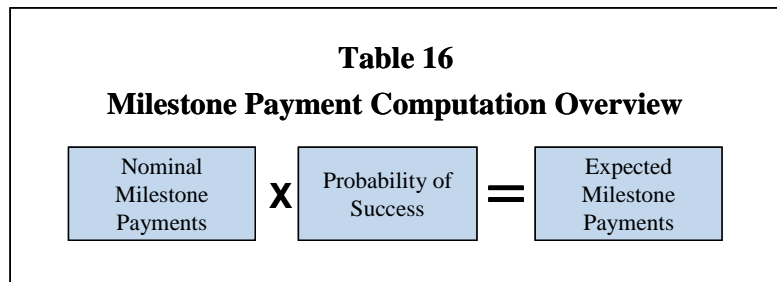 Table 16
Milestone Payment Computation Overview
Nominal
Milestone
Payments
X
Probability of
Success
=
Expected
Milestone
Payments